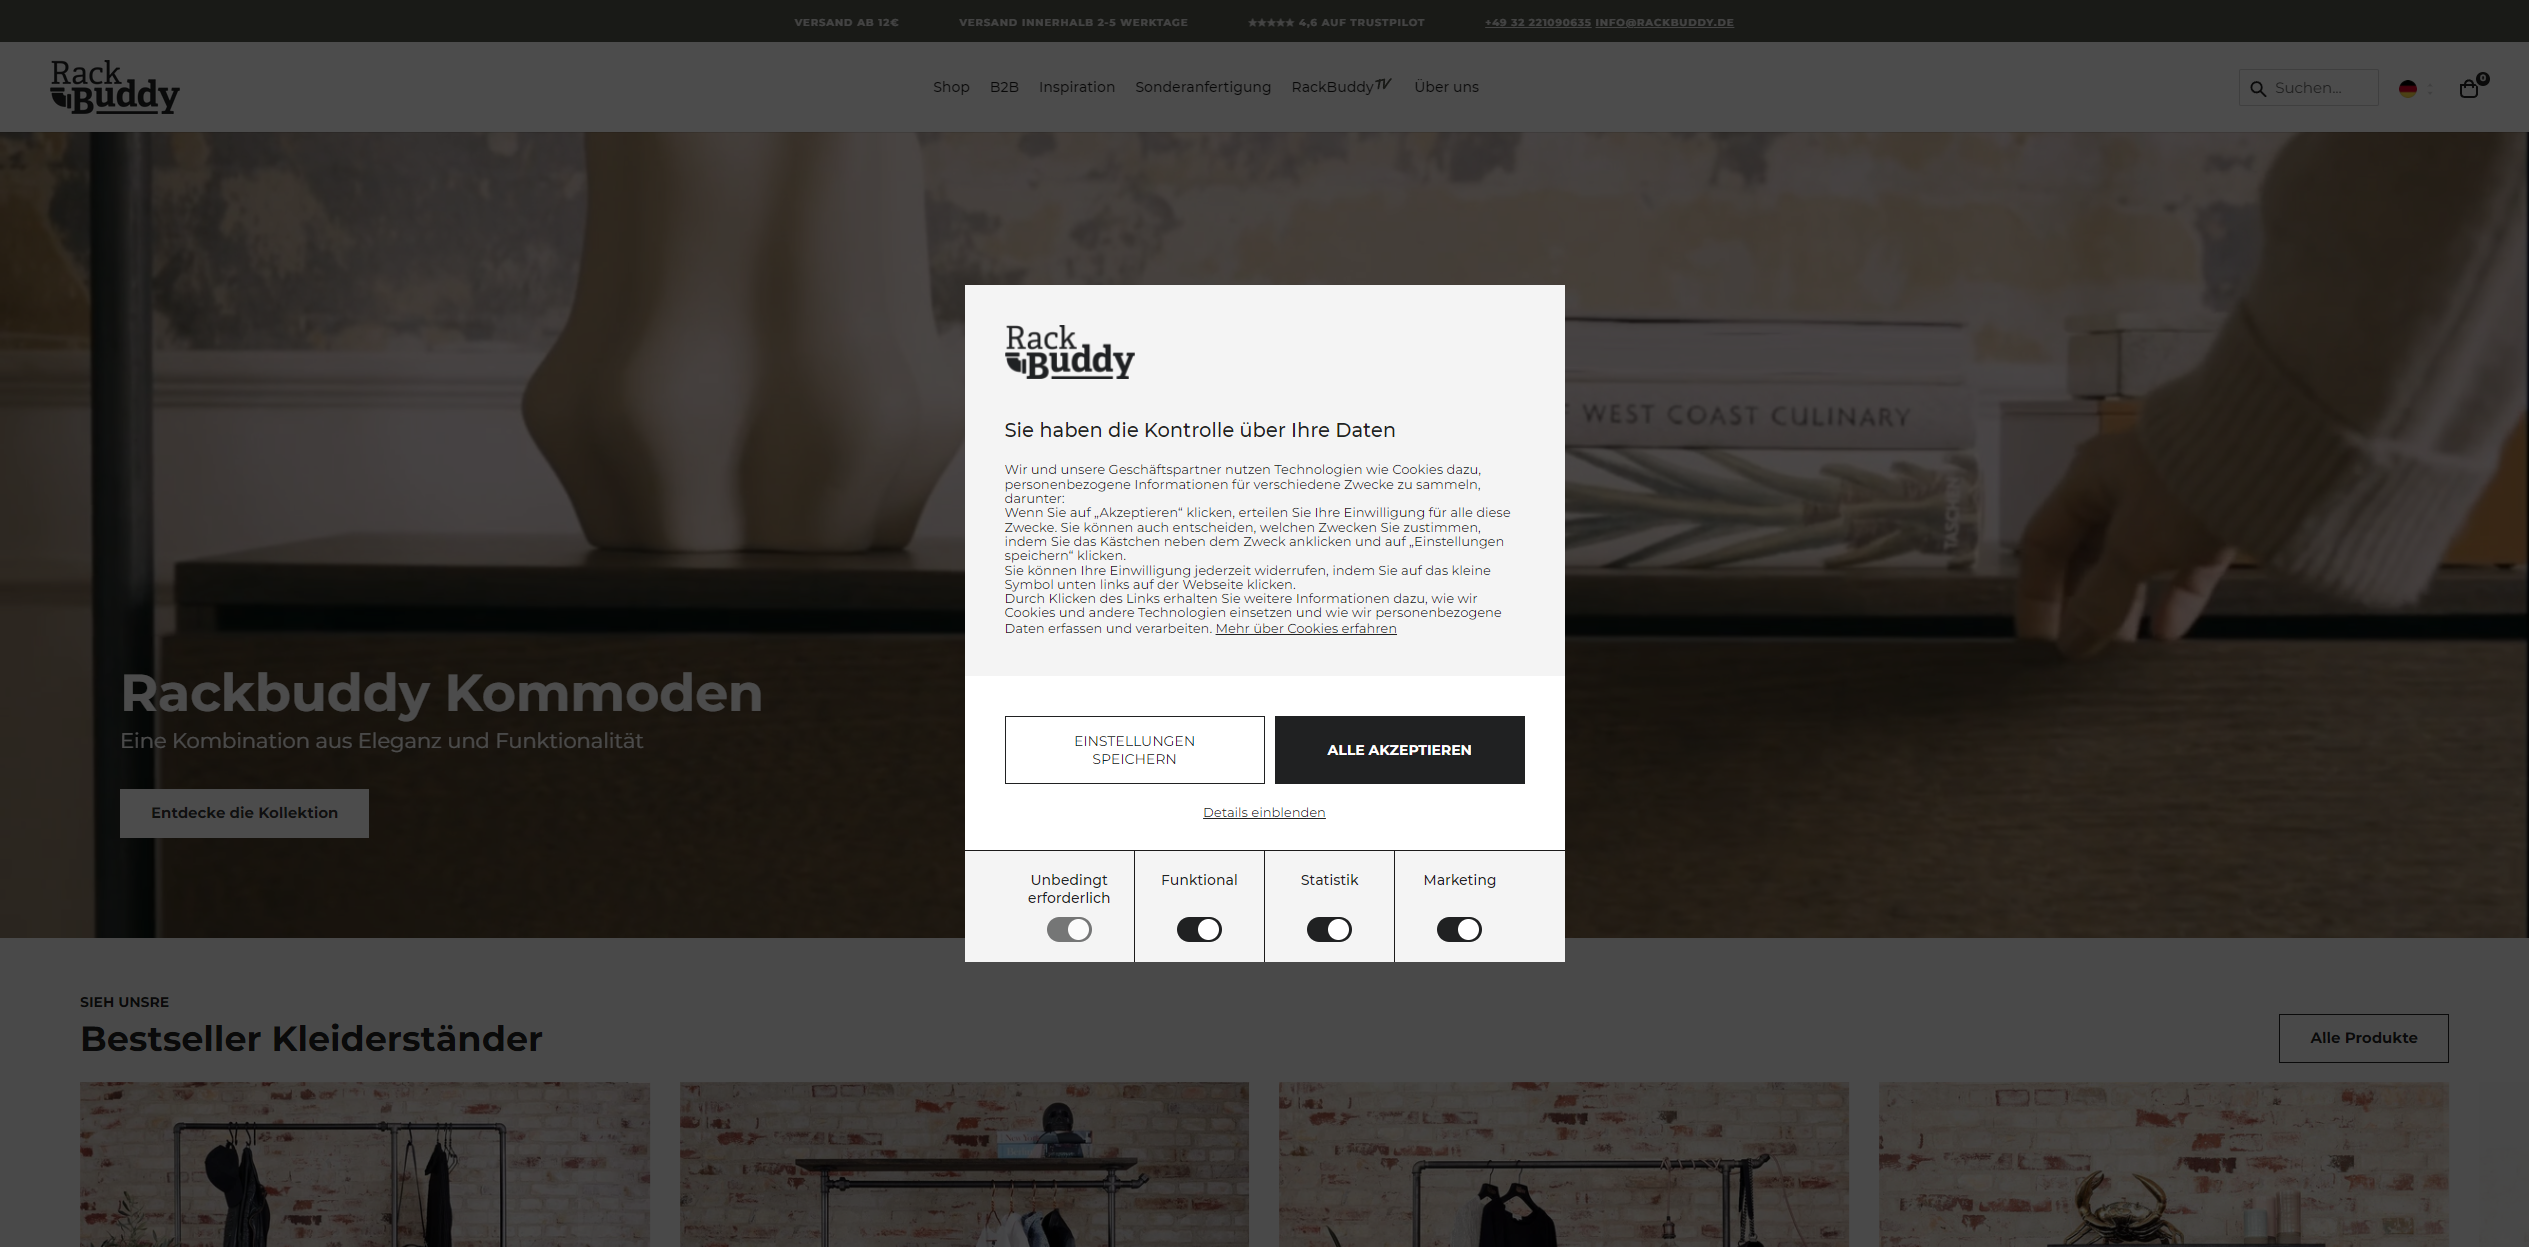 VERSAND AB 12€
VERSAND INNERHALB 2-5 WERKTAGE
★★★★★ 4,6 AUF TRUSTPILOT
+49 32 221090635 INFO@RACKBUDDY.DE
Rack
Buddy
Shop
B2B
Inspiration
Sonderanfertigung
RackBuddyTV
Über uns
Suchen...
0
WEST COAST CULINARY
TASCHEN
Rackbuddy Kommoden
Eine Kombination aus Eleganz und Funktionalität
Entdecke die Kollektion
Rack
Buddy
Sie haben die Kontrolle über Ihre Daten
Wir und unsere Geschäftspartner nutzen Technologien wie Cookies dazu,
personenbezogene Informationen für verschiedene Zwecke zu sammeln,
darunter:
Wenn Sie auf „Akzeptieren“ klicken, erteilen Sie Ihre Einwilligung für alle diese
Zwecke. Sie können auch entscheiden, welchen Zwecken Sie zustimmen,
indem Sie das Kästchen neben dem Zweck anklicken und auf „Einstellungen
speichern“ klicken.
Sie können Ihre Einwilligung jederzeit widerrufen, indem Sie auf das kleine
Symbol unten links auf der Webseite klicken.
Durch Klicken des Links erhalten Sie weitere Informationen dazu, wie wir
Cookies und andere Technologien einsetzen und wie wir personenbezogene
Daten erfassen und verarbeiten. Mehr über Cookies erfahren
EINSTELLUNGEN
SPEICHERN
ALLE AKZEPTIEREN
Details einblenden
Unbedingt
erforderlich
Funktional
Statistik
Marketing
SIEH UNSRE
Bestseller Kleiderständer
Alle Produkte